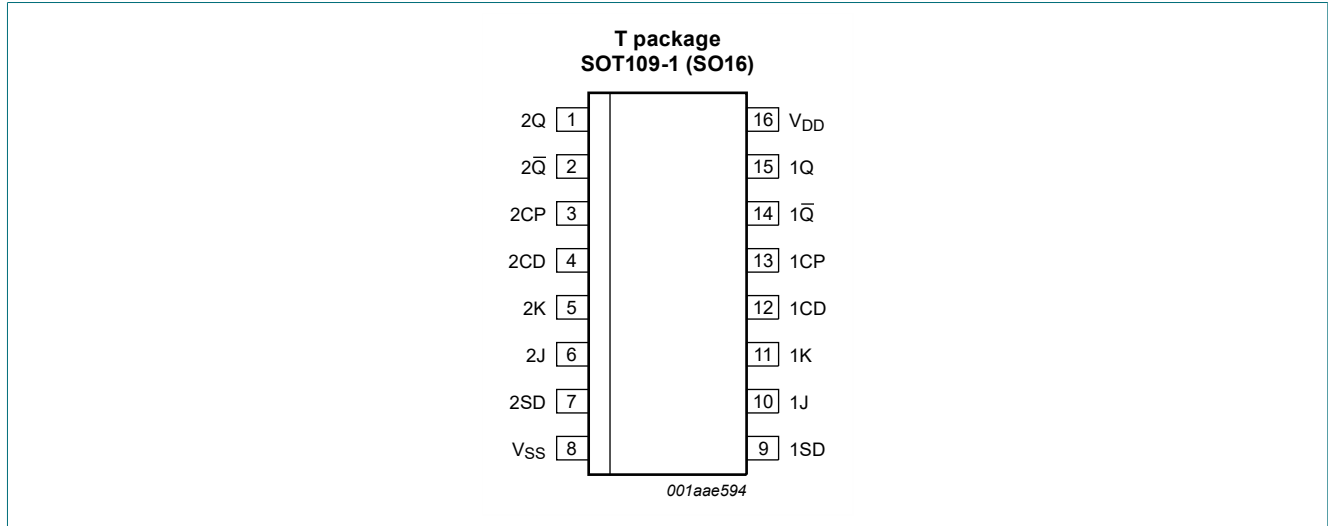 T package
SOT109-1 (SO16)
2Q 1 16 VDD
2Q̅ 2 15 1Q
2CP 3 14 1Q̅
2CD 4 13 1CP
2K 5 12 1CD
2J 6 11 1K
2SD 7 10 1J
VSS 8 9 1SD
001aae594